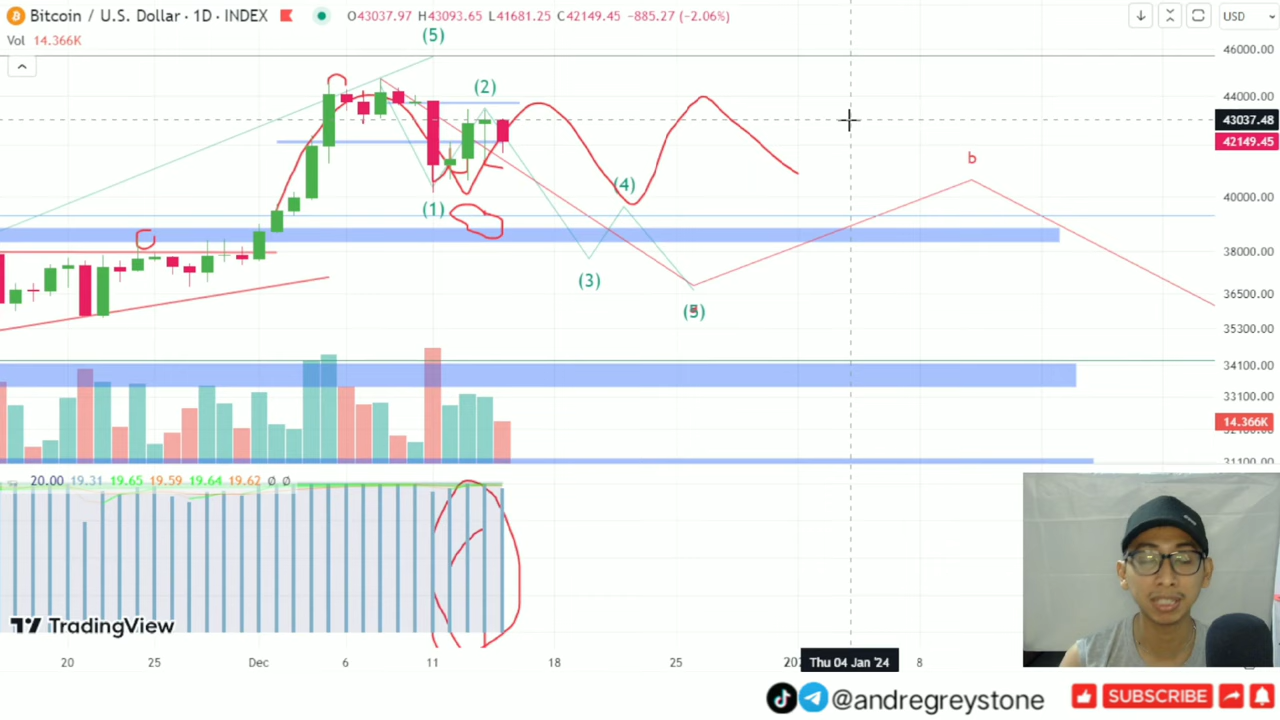 Bitcoin / U.S. Dollar · 1D · INDEX O43037.97 H43093.65 L41681.25 C42149.45 -885.27 (-2.06%) USD
Vol 14.366K
(5)
(2)
(4)
(1)
(3)
(5)
b
46000.00
44000.00
43037.48
42149.45
40000.00
38000.00
36500.00
35300.00
34100.00
33100.00
14.366K
31100.00
20.00 19.31 19.65 19.59 19.64 19.62 Ø Ø
TradingView
20 25 Dec 6 11 18 25 Thu 04 Jan '24 8
@andregreystone SUBSCRIBE